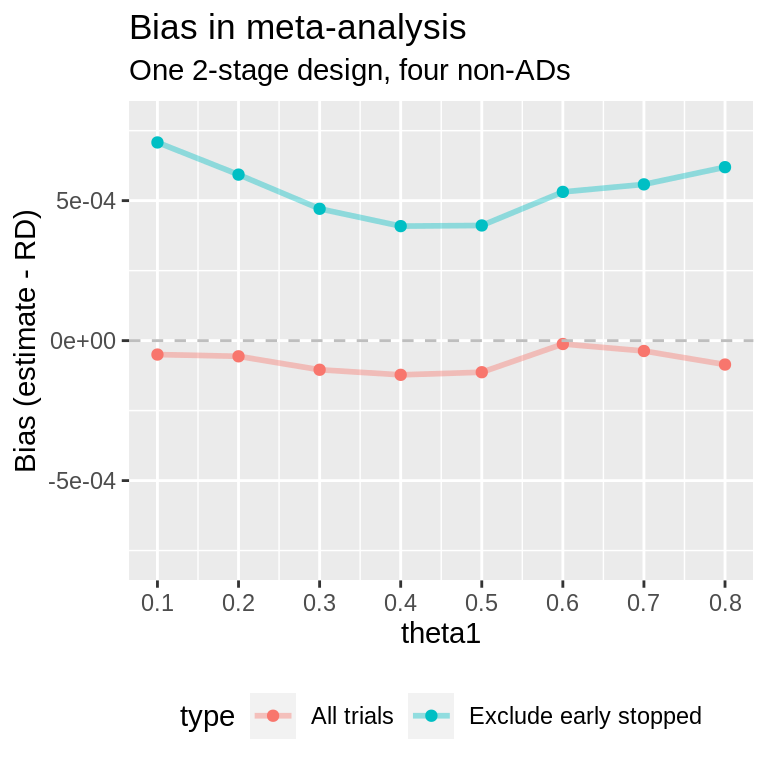 Bias in meta-analysis
One 2-stage design, four non-ADs
Bias (estimate - RD)
5e-04
0e+00
-5e-04
0.1 0.2 0.3 0.4 0.5 0.6 0.7 0.8
theta1
type All trials Exclude early stopped